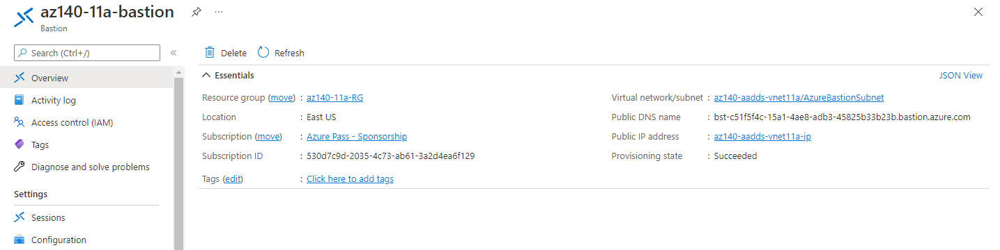 az140-11a-bastion
Bastion
Search (Ctrl+/)
Overview
Activity log
Access control (IAM)
Tags
Diagnose and solve problems
Settings
Sessions
Configuration
Delete
Refresh
Essentials
JSON View
Resource group (move) : az140-11a-RG
Location : East US
Subscription (move) : Azure Pass - Sponsorship
Subscription ID : 530d7c9d-2035-4c73-ab61-3a2d4ea6f129
Tags (edit) : Click here to add tags
Virtual network/subnet : az140-aadds-vnet11a/AzureBastionSubnet
Public DNS name : bst-c51f5f4c-15a1-4ae8-adb3-45825b33b23b.bastion.azure.com
Public IP address : az140-aadds-vnet11a-ip
Provisioning state : Succeeded